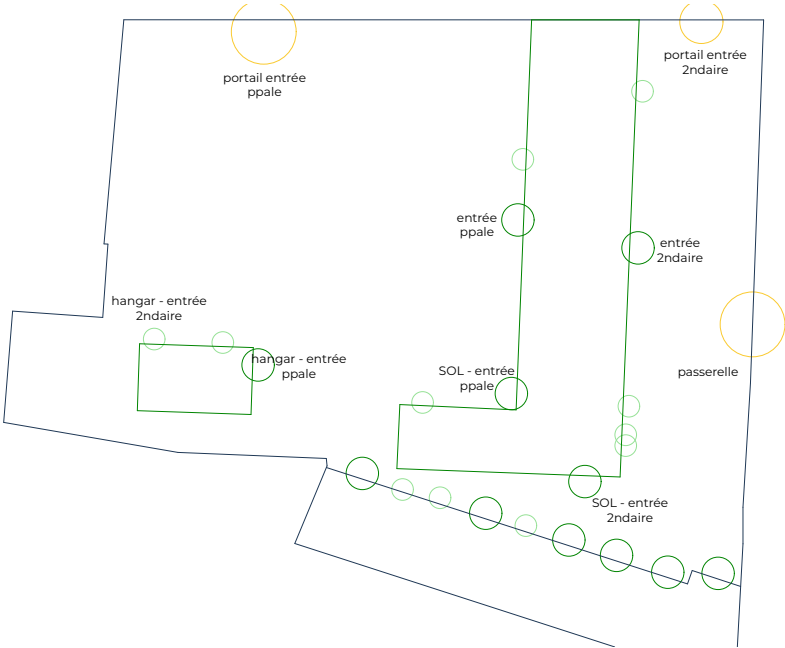 portail entrée
ppale
portail entrée
2ndaire
entrée
ppale
entrée
2ndaire
hangar - entrée
2ndaire
hangar - entrée
ppale
SOL - entrée
ppale
passerelle
SOL - entrée
2ndaire